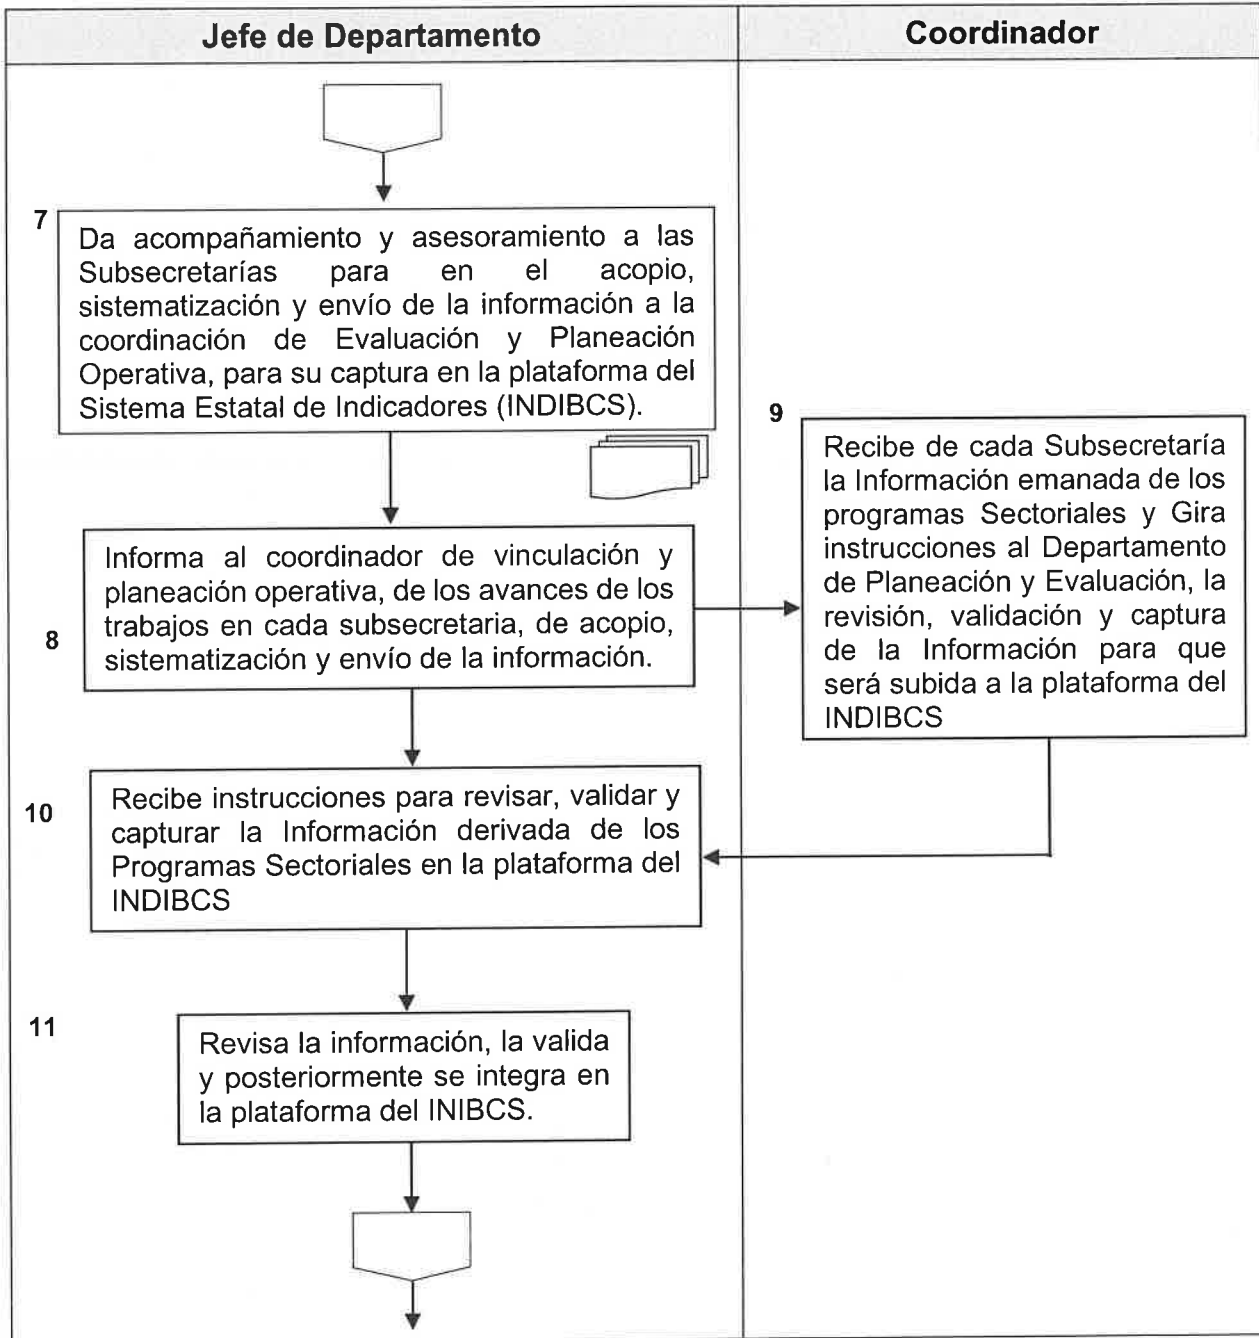 Jefe de Departamento
Coordinador
7
Da acompañamiento y asesoramiento a las
Subsecretarías para en el acopio,
sistematización y envío de la información a la
coordinación de Evaluación y Planeación
Operativa, para su captura en la plataforma del
Sistema Estatal de Indicadores (INDIBCS).
8
Informa al coordinador de vinculación y
planeación operativa, de los avances de los
trabajos en cada subsecretaria, de acopio,
sistematización y envío de la información.
9
Recibe de cada Subsecretaría
la Información emanada de los
programas Sectoriales y Gira
instrucciones al Departamento
de Planeación y Evaluación, la
revisión, validación y captura
de la Información para que
será subida a la plataforma del
INDIBCS
10
Recibe instrucciones para revisar, validar y
capturar la Información derivada de los
Programas Sectoriales en la plataforma del
INDIBCS
11
Revisa la información, la valida
y posteriormente se integra en
la plataforma del INIBCS.